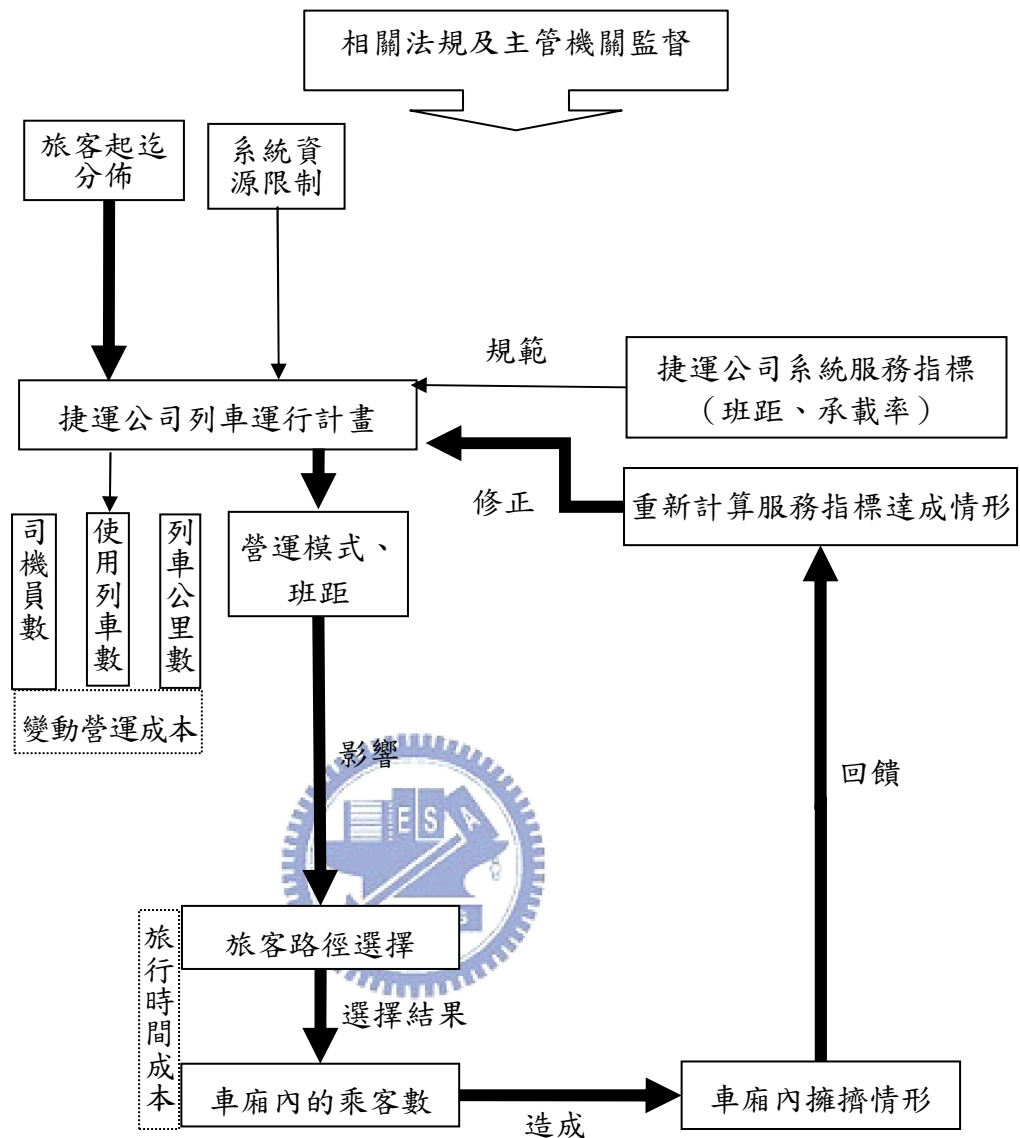 相關法規及主管機關監督
旅客起迄
分佈
系統資
源限制
規範
捷運公司系統服務指標
（班距、承載率）
捷運公司列車運行計畫
修正
重新計算服務指標達成情形
司機員數
使用列車數
列車公里數
營運模式、
班距
變動營運成本
影響
回饋
E S A
S
旅行時間成本
旅客路徑選擇
選擇結果
車廂內的乘客數
造成
車廂內擁擠情形